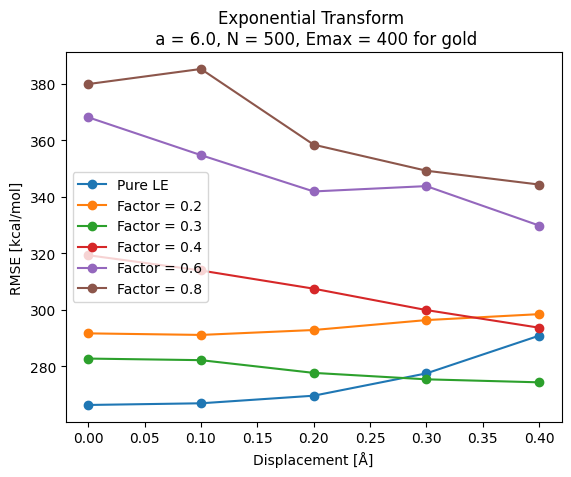 Exponential Transform
a = 6.0, N = 500, Emax = 400 for gold
RMSE [kcal/mol]
380
360
340
320
300
280
Pure LE
Factor = 0.2
Factor = 0.3
Factor = 0.4
Factor = 0.6
Factor = 0.8
0.00 0.05 0.10 0.15 0.20 0.25 0.30 0.35 0.40
Displacement [Å]